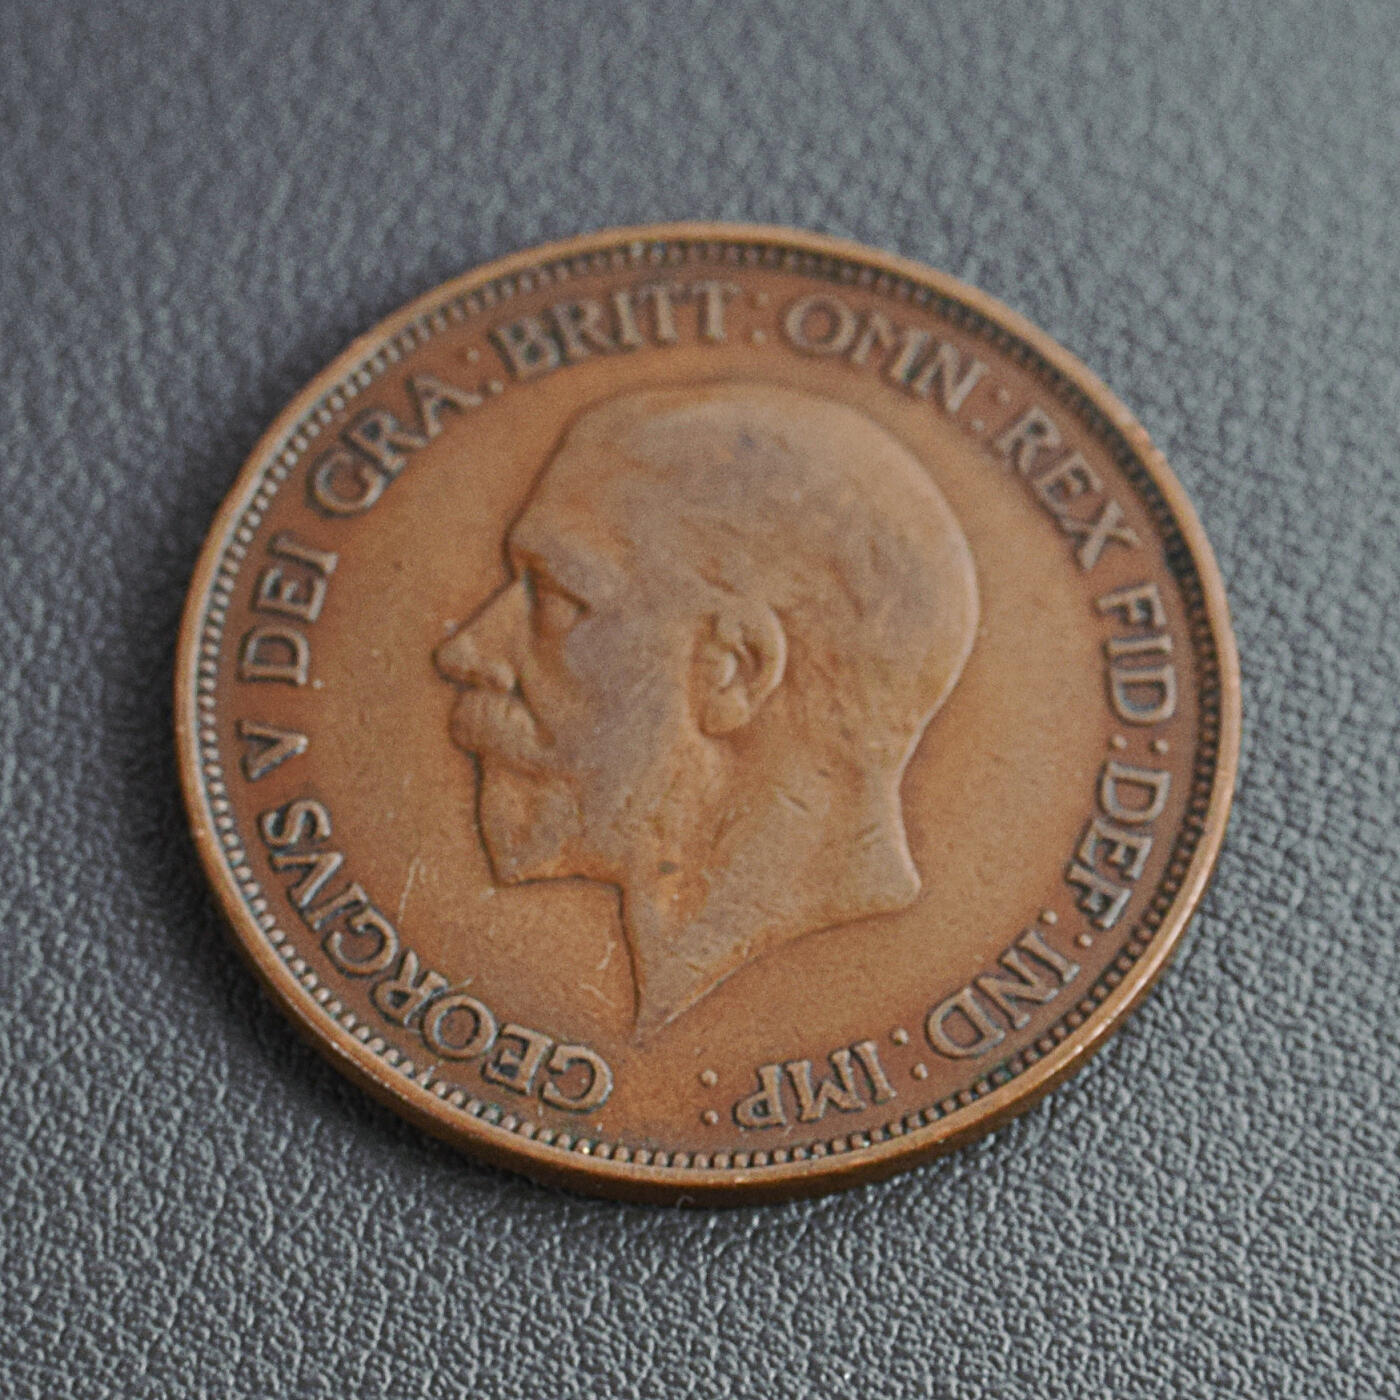 GEORGIVS V DEI GRA: BRITT: OMN: REX FID: DEF: IND: IMP: